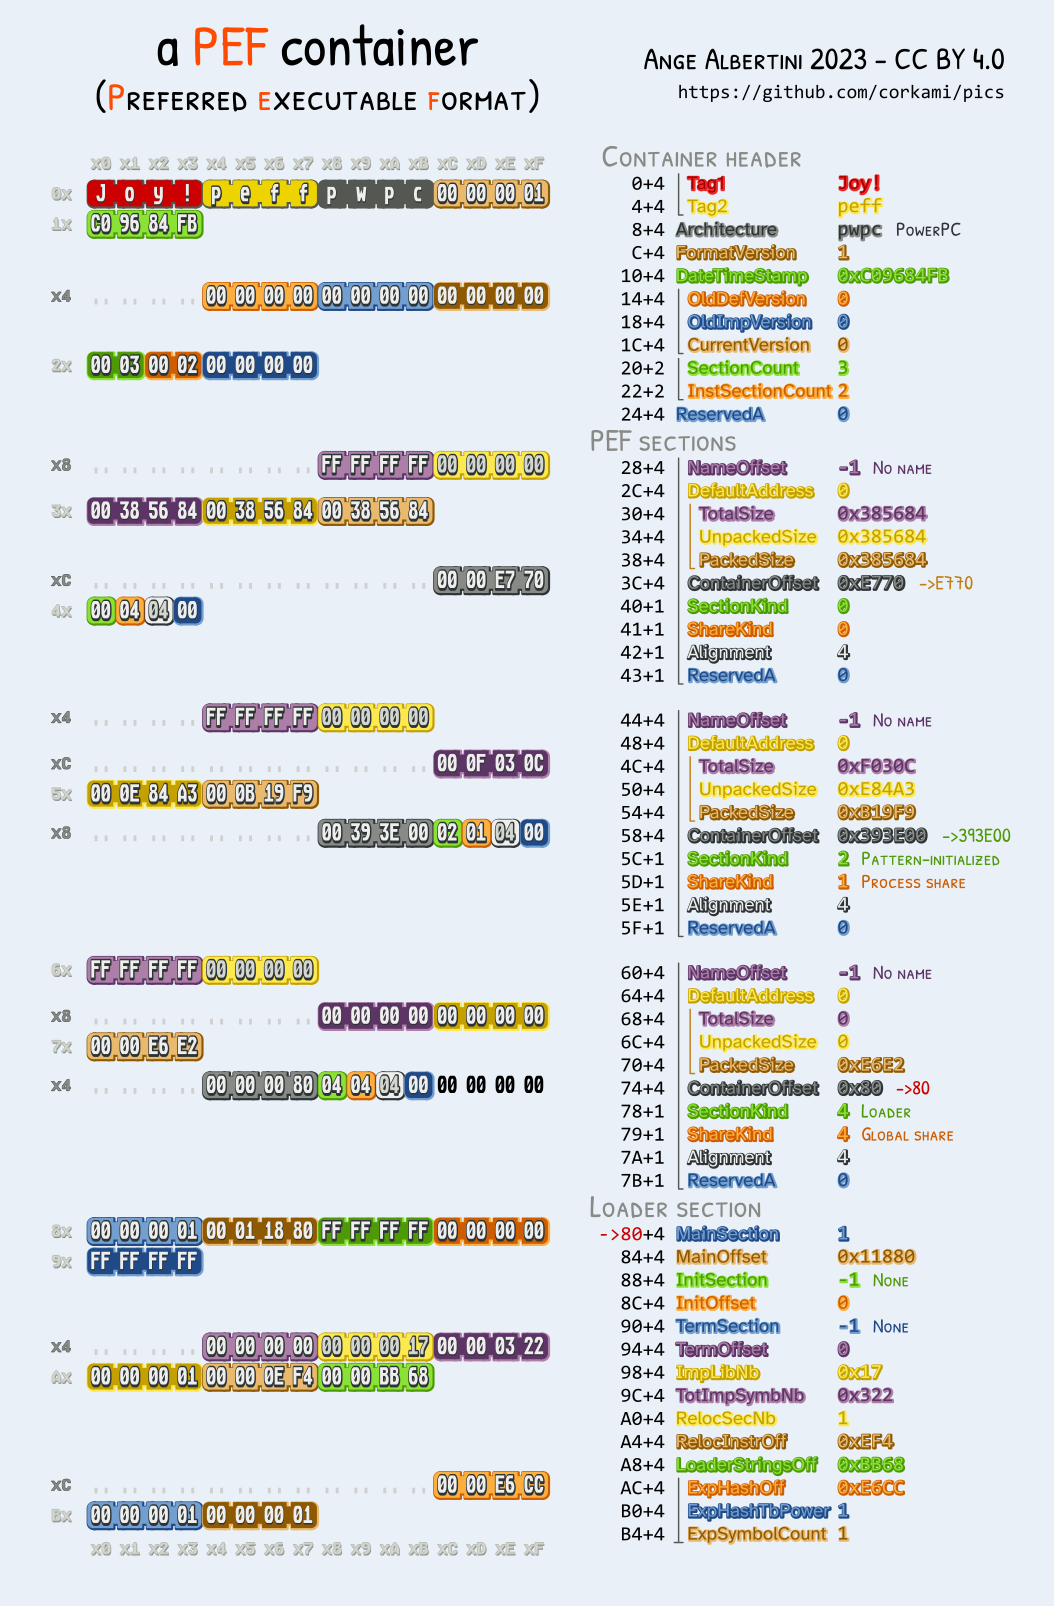 a PEF container
(Preferred Executable Format)
Ange Albertini 2023 - CC BY 4.0
https://github.com/corkami/pics
x0 x1 x2 x3 x4 x5 x6 x7 x8 x9 xA xB xC xD xE xF
0x J o y ! p e f f p w p c 00 00 00 01
1x C0 96 84 FB
x4 .. .. .. .. 00 00 00 00 00 00 00 00 00 00 00 00
2x 00 03 00 02 00 00 00 00
x8 .. .. .. .. .. .. .. .. FF FF FF FF 00 00 00 00
3x 00 38 56 84 00 38 56 84 00 38 56 84
xC .. .. .. .. .. .. .. .. .. .. .. .. 00 00 E7 70
4x 00 04 04 00
x4 .. .. .. .. FF FF FF FF 00 00 00 00
xC .. .. .. .. .. .. .. .. .. .. .. .. 00 0F 03 0C
5x 00 0E 84 A3 00 0B 19 F9
x8 .. .. .. .. .. .. .. .. 00 39 3E 00 02 01 04 00
6x FF FF FF FF 00 00 00 00
x8 .. .. .. .. .. .. .. .. 00 00 00 00 00 00 00 00
7x 00 00 E6 E2
x4 .. .. .. .. 00 00 00 80 04 04 04 00 00 00 00 00
8x 00 00 00 01 00 01 18 80 FF FF FF FF 00 00 00 00
9x FF FF FF FF
x4 .. .. .. .. 00 00 00 00 00 00 00 17 00 00 03 22
Ax 00 00 00 01 00 00 0E F4 00 00 BB 68
xC .. .. .. .. .. .. .. .. .. .. .. .. 00 00 E6 CC
Bx 00 00 00 01 00 00 00 01
x0 x1 x2 x3 x4 x5 x6 x7 x8 x9 xA xB xC xD xE xF
Container header
0+4 Tag1 Joy!
4+4 Tag2 peff
8+4 Architecture pwpc PowerPC
C+4 FormatVersion 1
10+4 DateTimeStamp 0xC09684FB
14+4 OldDefVersion 0
18+4 OldImpVersion 0
1C+4 CurrentVersion 0
20+2 SectionCount 3
22+2 InstSectionCount 2
24+4 ReservedA 0
PEF sections
28+4 NameOffset -1 No name
2C+4 DefaultAddress 0
30+4 TotalSize 0x385684
34+4 UnpackedSize 0x385684
38+4 PackedSize 0x385684
3C+4 ContainerOffset 0xE770 ->E770
40+1 SectionKind 0
41+1 ShareKind 0
42+1 Alignment 4
43+1 ReservedA 0
44+4 NameOffset -1 No name
48+4 DefaultAddress 0
4C+4 TotalSize 0xF030C
50+4 UnpackedSize 0xE84A3
54+4 PackedSize 0xB19F9
58+4 ContainerOffset 0x393E00 ->393E00
5C+1 SectionKind 2 Pattern-initialized
5D+1 ShareKind 1 Process share
5E+1 Alignment 4
5F+1 ReservedA 0
60+4 NameOffset -1 No name
64+4 DefaultAddress 0
68+4 TotalSize 0
6C+4 UnpackedSize 0
70+4 PackedSize 0xE6E2
74+4 ContainerOffset 0x80 ->80
78+1 SectionKind 4 Loader
79+1 ShareKind 4 Global share
7A+1 Alignment 4
7B+1 ReservedA 0
Loader section
->80+4 MainSection 1
84+4 MainOffset 0x11880
88+4 InitSection -1 None
8C+4 InitOffset 0
90+4 TermSection -1 None
94+4 TermOffset 0
98+4 ImpLibNb 0x17
9C+4 TotImpSymbNb 0x322
A0+4 RelocSecNb 1
A4+4 RelocInstrOff 0xEF4
A8+4 LoaderStringsOff 0xBB68
AC+4 ExpHashOff 0xE6CC
B0+4 ExpHashTbPower 1
B4+4 ExpSymbolCount 1